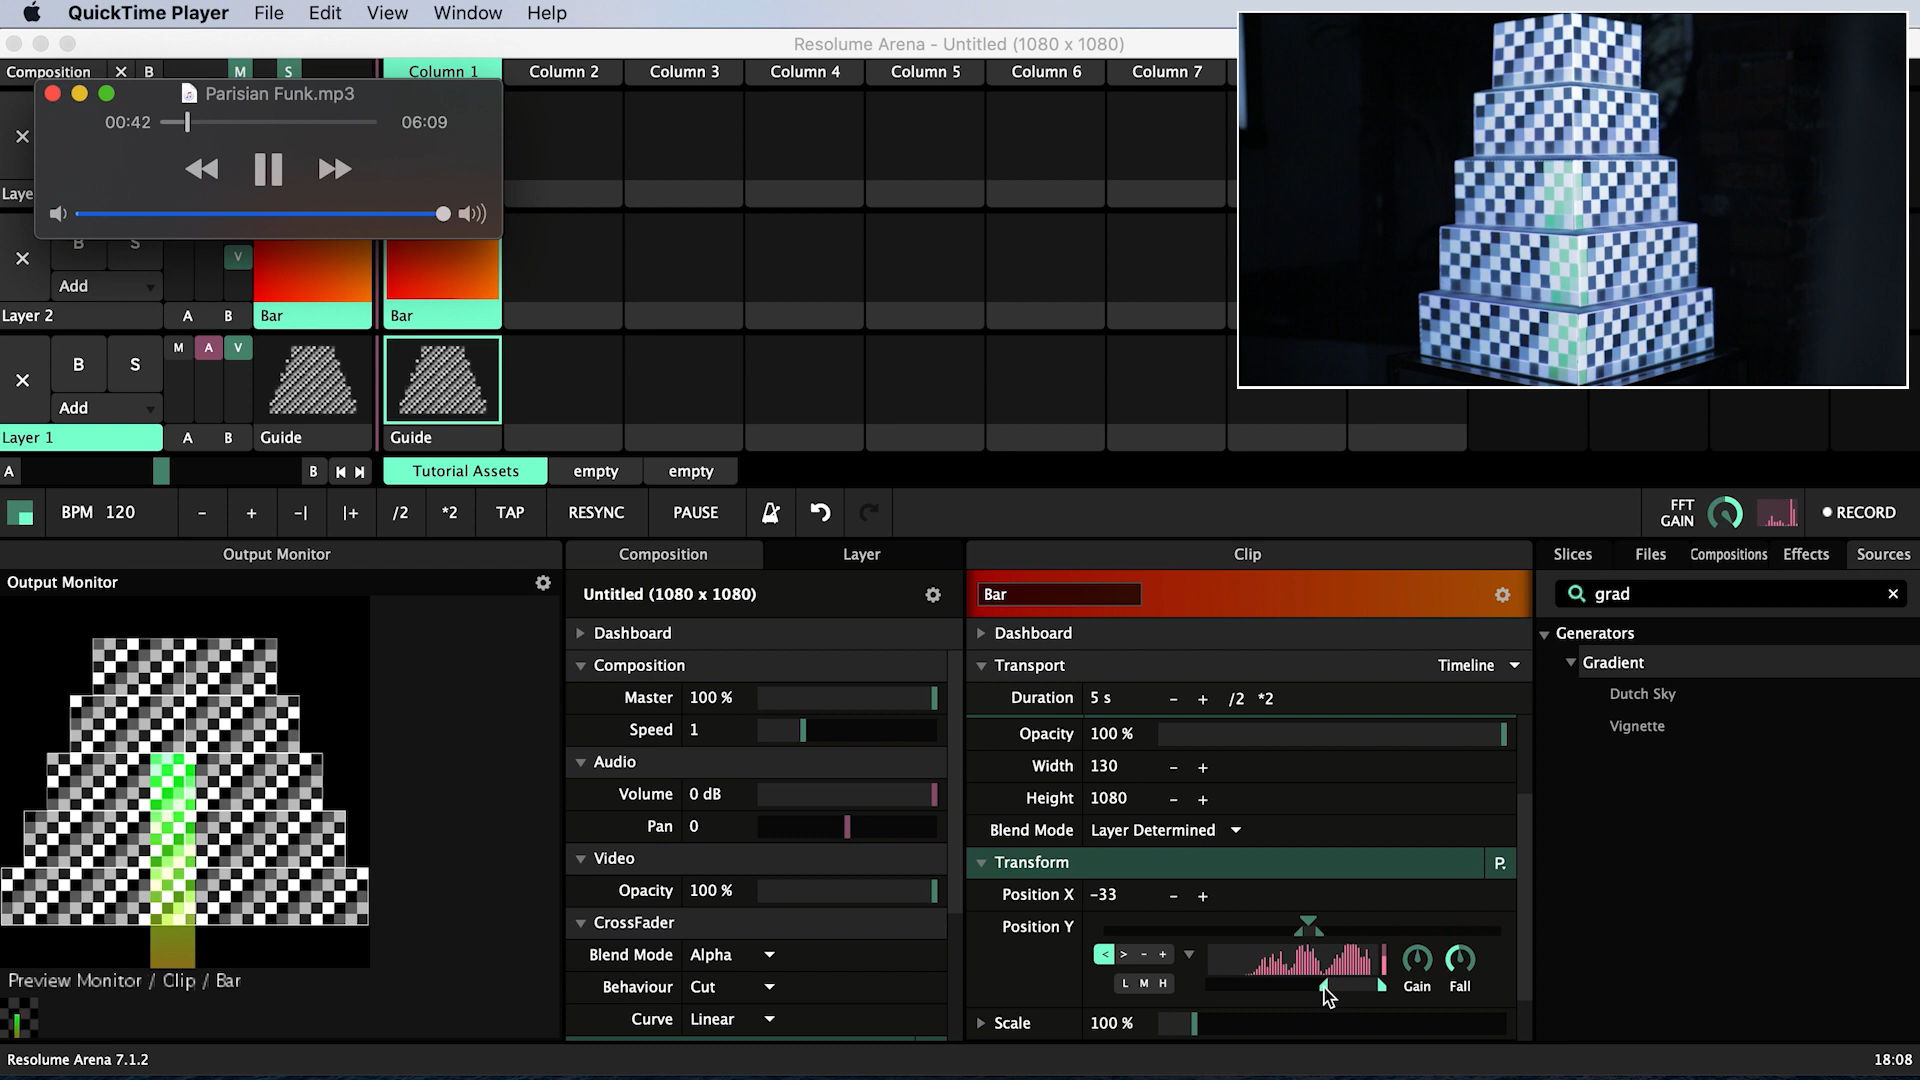 QuickTime Player File Edit View Window Help
Resolume Arena - Untitled (1080 x 1080)
Composition X B M S Column 1 Column 2 Column 3 Column 4 Column 5 Column 6 Column 7
Parisian Funk.mp3
00:42 06:09
Laye
B S V
Add
Layer 2 A B Bar Bar
B S M A V
Add
Layer 1 A B Guide Guide
A B Tutorial Assets empty empty
BPM 120 - + -| |+ /2 *2 TAP RESYNC PAUSE FFT GAIN RECORD
Output Monitor Composition Layer Clip Slices Files Compositions Effects Sources
Output Monitor
Untitled (1080 x 1080)
Bar
grad
Dashboard
Dashboard
Generators
Composition
Transport Timeline
Gradient
Master 100 %
Duration 5 s - + /2 *2
Dutch Sky
Speed 1
Opacity 100 %
Vignette
Audio
Width 130 - +
Volume 0 dB
Height 1080 - +
Pan 0
Blend Mode Layer Determined
Video
Transform P.
Opacity 100 %
Position X -33 - +
CrossFader
Position Y
Blend Mode Alpha
< > - +
Behaviour Cut
L M H Gain Fall
Curve Linear
Scale 100 %
Preview Monitor / Clip / Bar
Resolume Arena 7.1.2 18:08